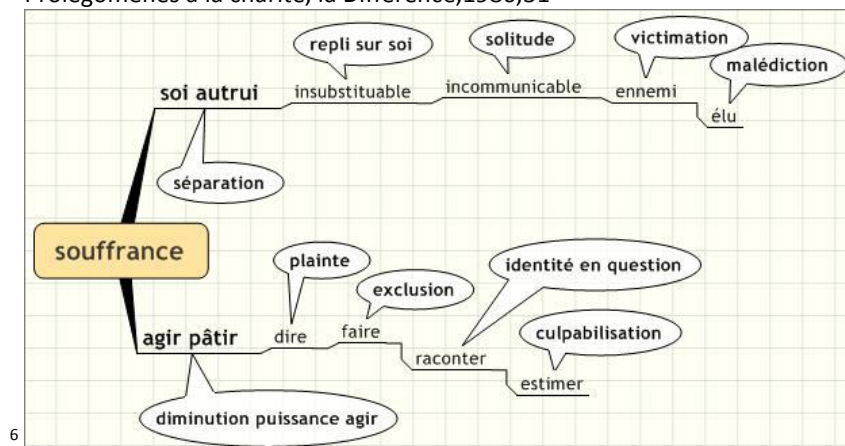 Prolégomènes à la charité, la Différence,1986,31
repli sur soi
solitude
victimation
malédiction
soi autrui
insubstituable
incommunicable
ennemi
élu
séparation
souffrance
plainte
identité en question
exclusion
culpabilisation
agir pâtir
dire
faire
raconter
estimer
diminution puissance agir
6